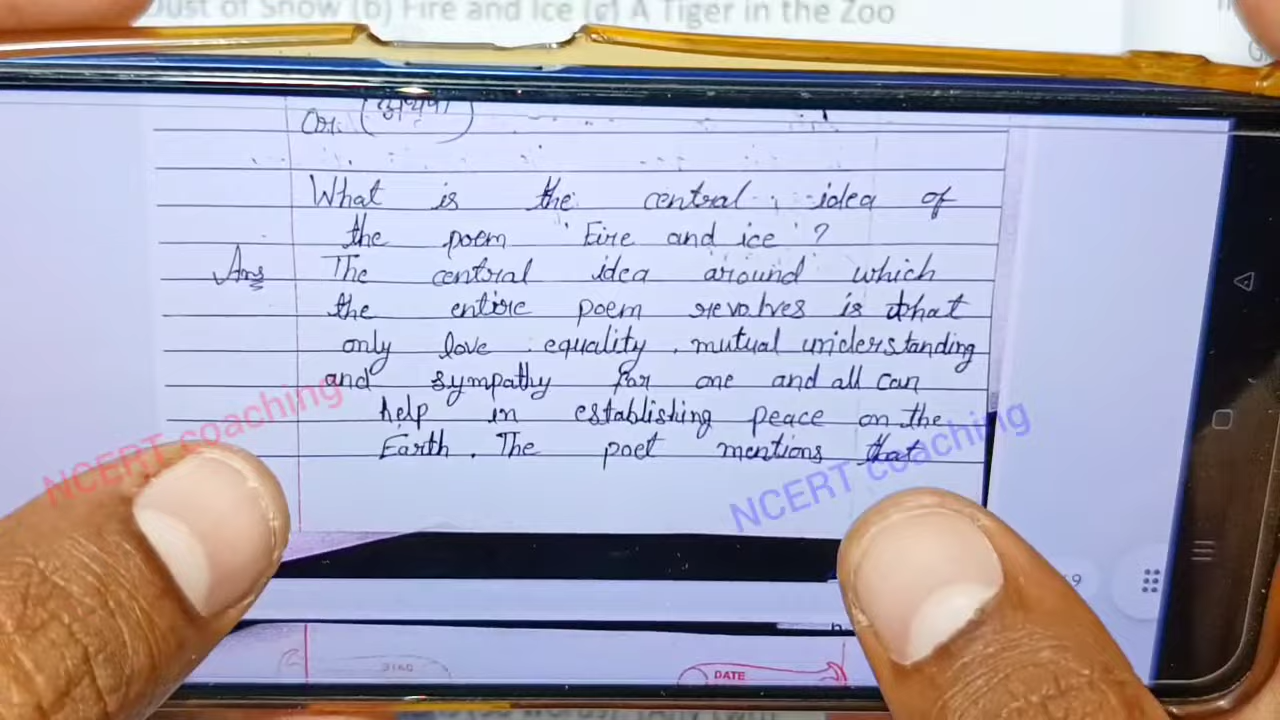 Dust of Snow (b) Fire and Ice (c) A Tiger in the Zoo
Or. (अथवा)
What is the central idea of
the poem 'Fire and ice'?
Ans The central idea around which
the entire poem revolves is that
only love . equality . mutual understanding
and sympathy for one and all can
help in establishing peace on the
Earth . The poet mentions that
NCERT coaching
NCERT coaching
DATE